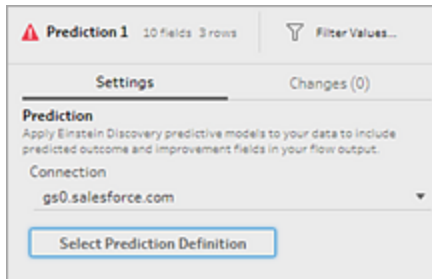 Prediction 1 10 fields 3 rows Filter Values...
Settings Changes (0)
Prediction
Apply Einstein Discovery predictive models to your data to include
predicted outcome and improvement fields in your flow output.
Connection
gs0.salesforce.com
Select Prediction Definition